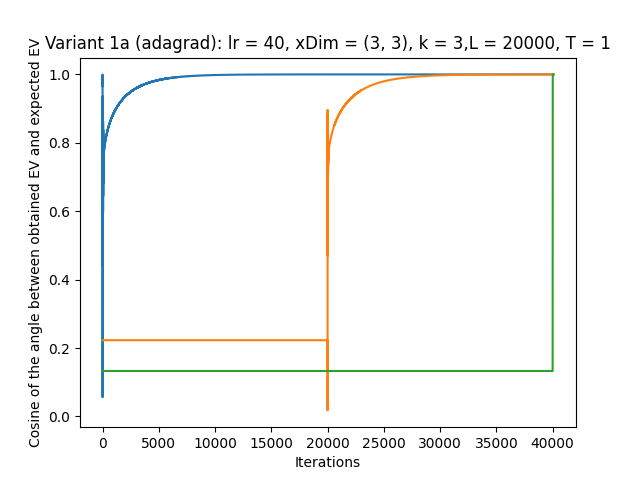 Variant 1a (adagrad): lr = 40, xDim = (3, 3), k = 3,L = 20000, T = 1
Cosine of the angle between obtained EV and expected EV
1.0
0.8
0.6
0.4
0.2
0.0
0 5000 10000 15000 20000 25000 30000 35000 40000
Iterations